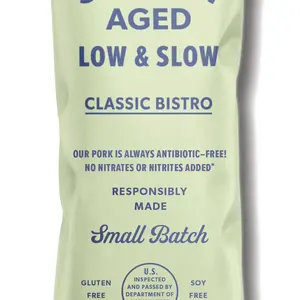 AGED
LOW & SLOW
CLASSIC BISTRO
OUR PORK IS ALWAYS ANTIBIOTIC-FREE!
NO NITRATES OR NITRITES ADDED*
RESPONSIBLY
MADE
Small Batch
GLUTEN
FREE
U.S.
INSPECTED
AND PASSED BY
DEPARTMENT OF
SOY
FREE